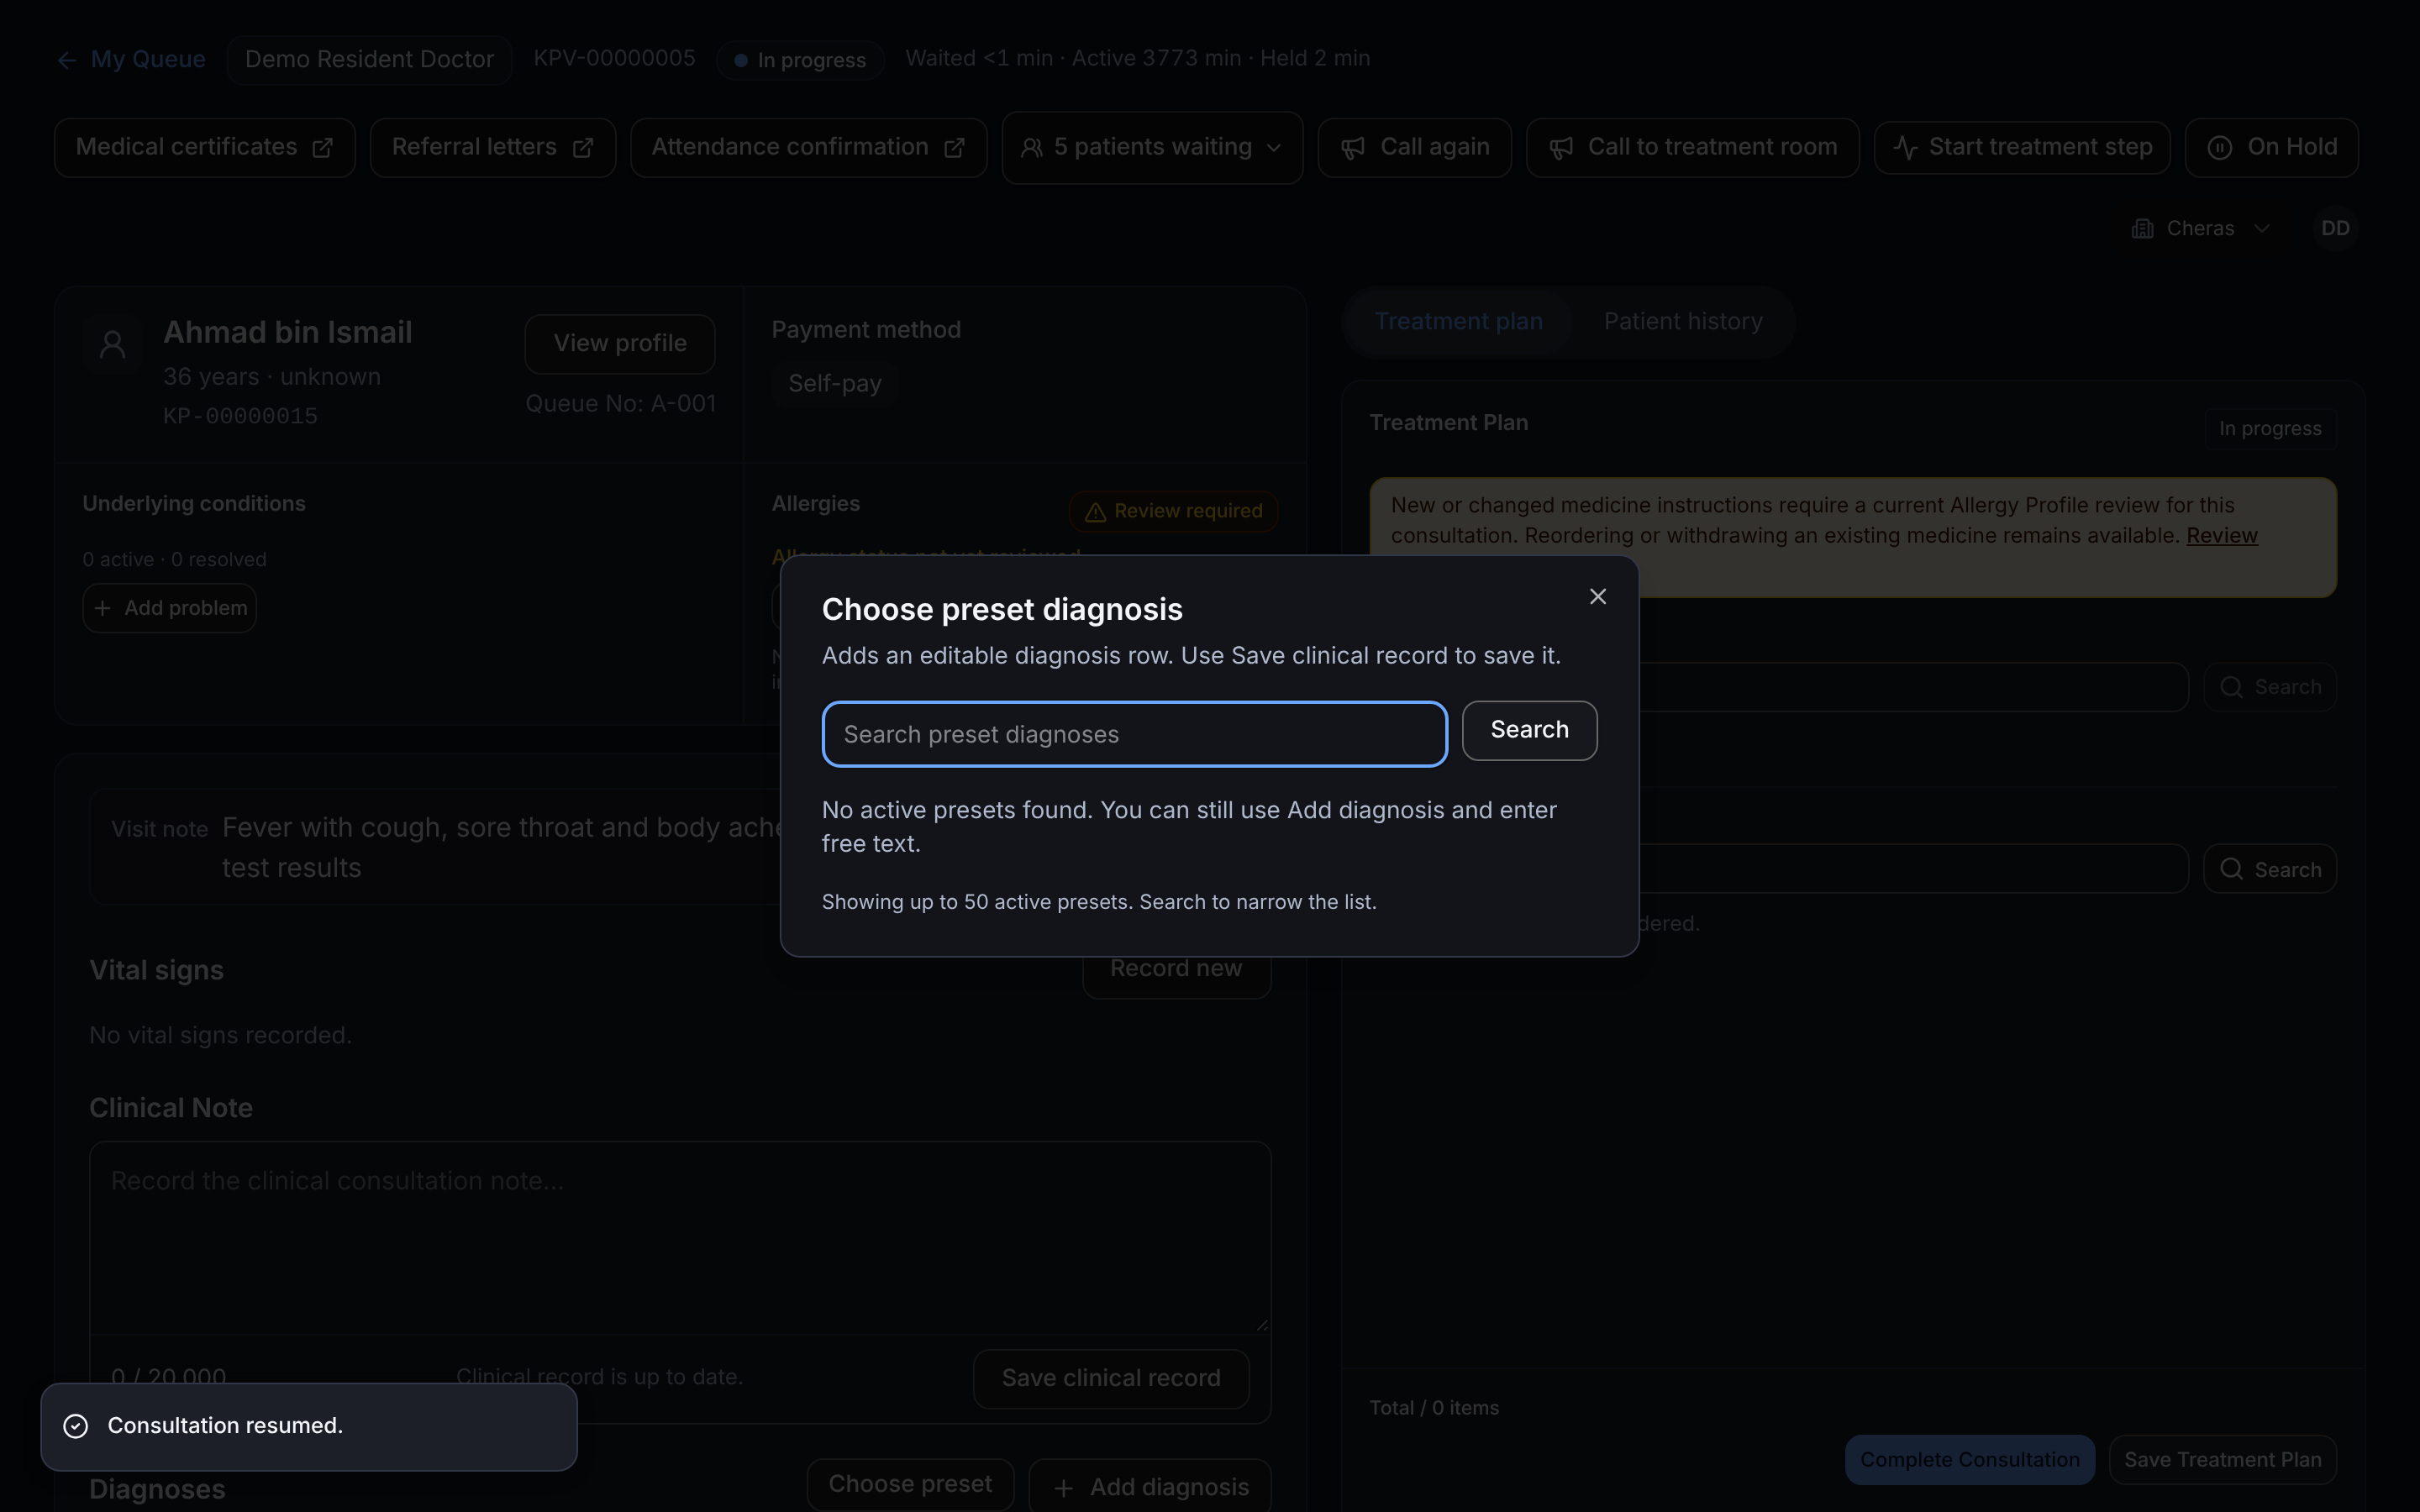 My Queue
Demo Resident Doctor
KPV-00000005
In progress
Waited <1 min · Active 3773 min · Held 2 min
Medical certificates
Referral letters
Attendance confirmation
5 patients waiting
Call again
Call to treatment room
Start treatment step
On Hold
Cheras
DD
Ahmad bin Ismail
36 years · unknown
KP-00000015
View profile
Queue No: A-001
Payment method
Self-pay
Underlying conditions
0 active · 0 resolved
Add problem
Allergies
Review required
Allergy status not yet reviewed
Treatment plan
Patient history
Treatment Plan
In progress
New or changed medicine instructions require a current Allergy Profile review for this
consultation. Reordering or withdrawing an existing medicine remains available. Review
Search
Search
dered.
Choose preset diagnosis
Adds an editable diagnosis row. Use Save clinical record to save it.
Search preset diagnoses
Search
No active presets found. You can still use Add diagnosis and enter
free text.
Showing up to 50 active presets. Search to narrow the list.
Visit note
Fever with cough, sore throat and body ache
test results
Vital signs
Record new
No vital signs recorded.
Clinical Note
Record the clinical consultation note...
0 / 20,000
Clinical record is up to date.
Save clinical record
Consultation resumed.
Diagnoses
Choose preset
Add diagnosis
Total / 0 items
Complete Consultation
Save Treatment Plan